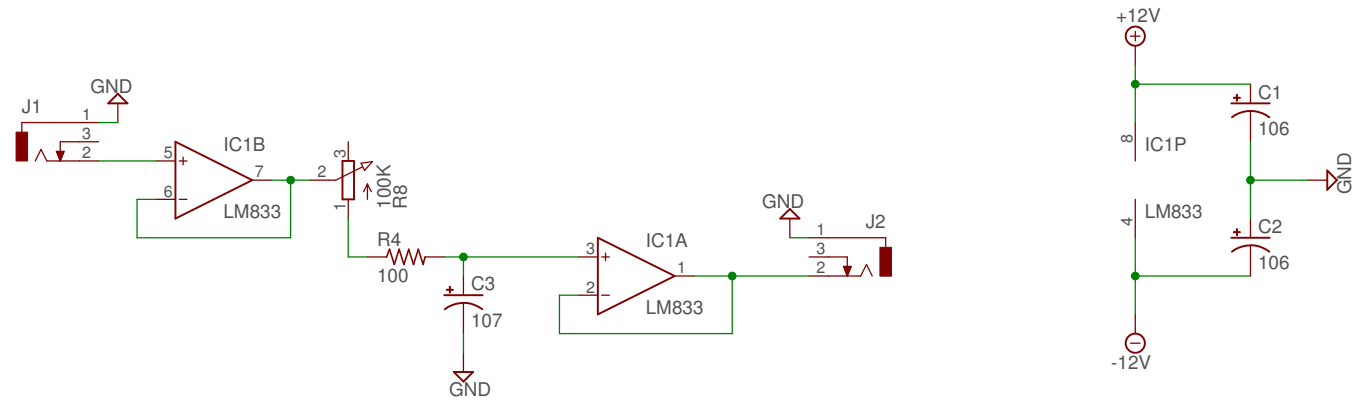 +12V
GND
J1
1
3
2
IC1B
5
+
7
6
−
LM833
2
3
1
100K
R8
R4
100
C3
+
107
GND
IC1A
3
+
1
2
−
LM833
GND
J2
1
3
2
C1
+
106
8
IC1P
GND
4
LM833
C2
+
106
-12V